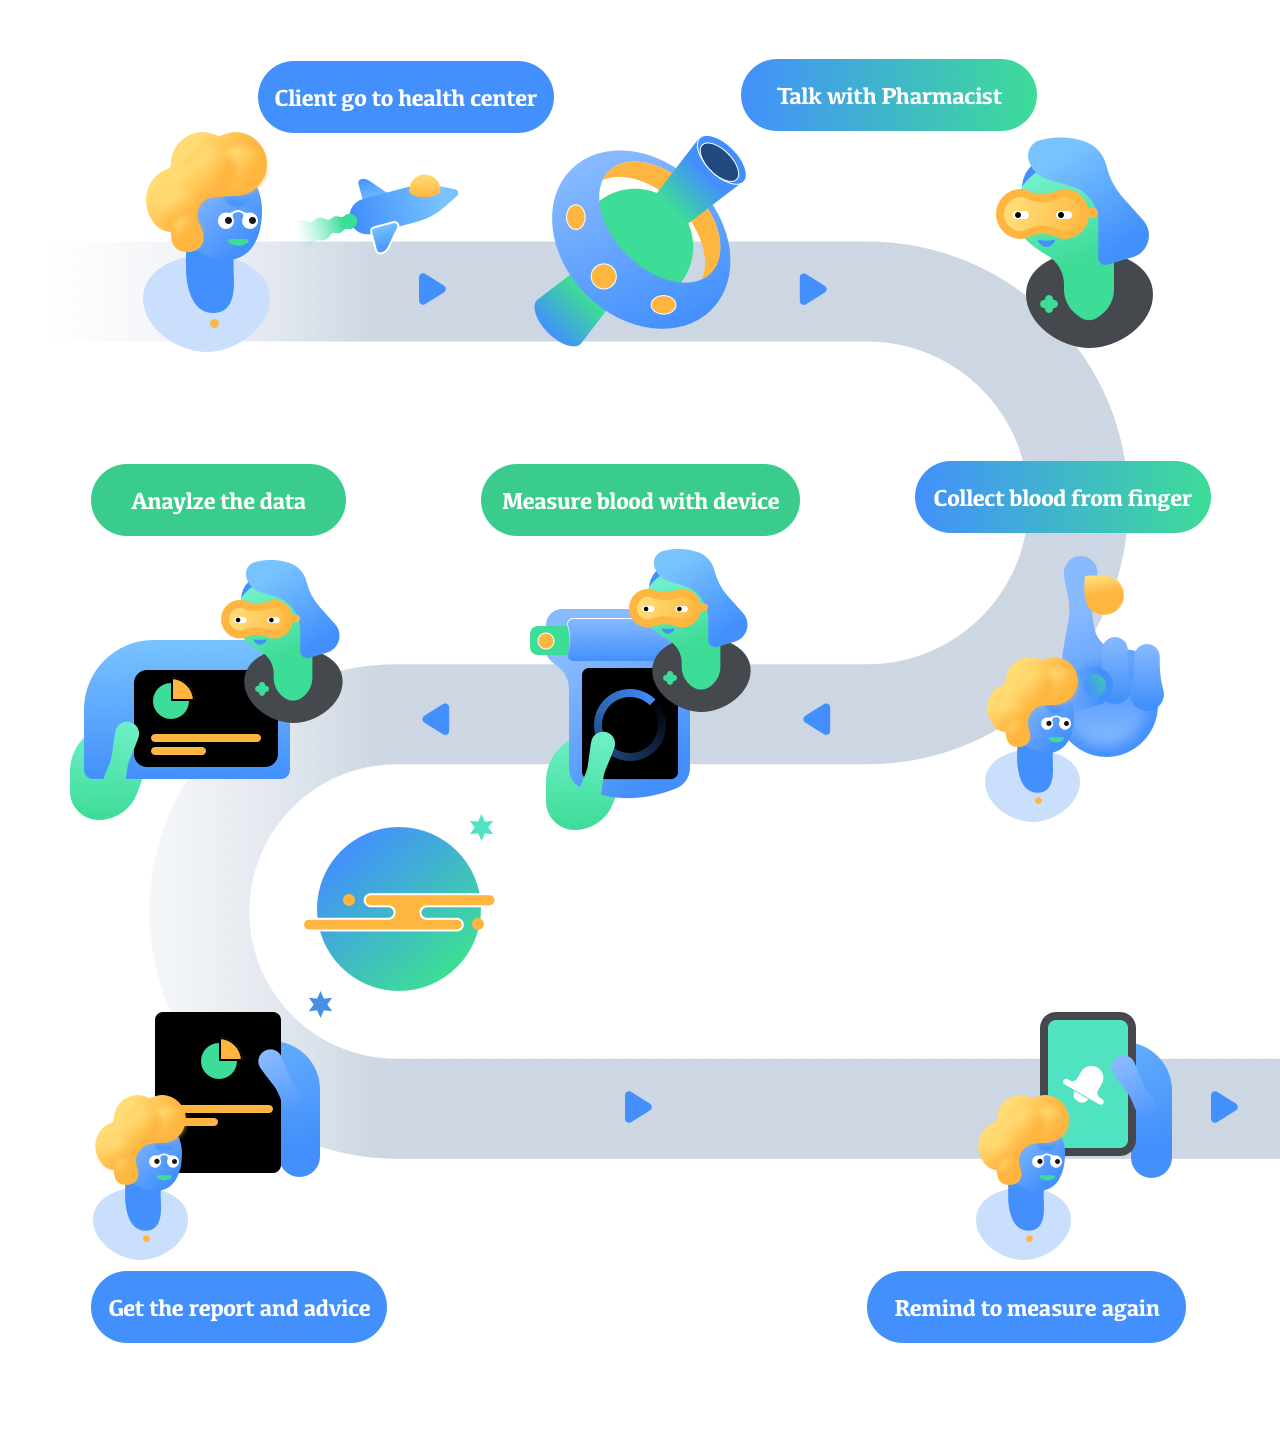 Client go to health center
Talk with Pharmacist
Anaylze the data
Measure blood with device
Collect blood from finger
Get the report and advice
Remind to measure again